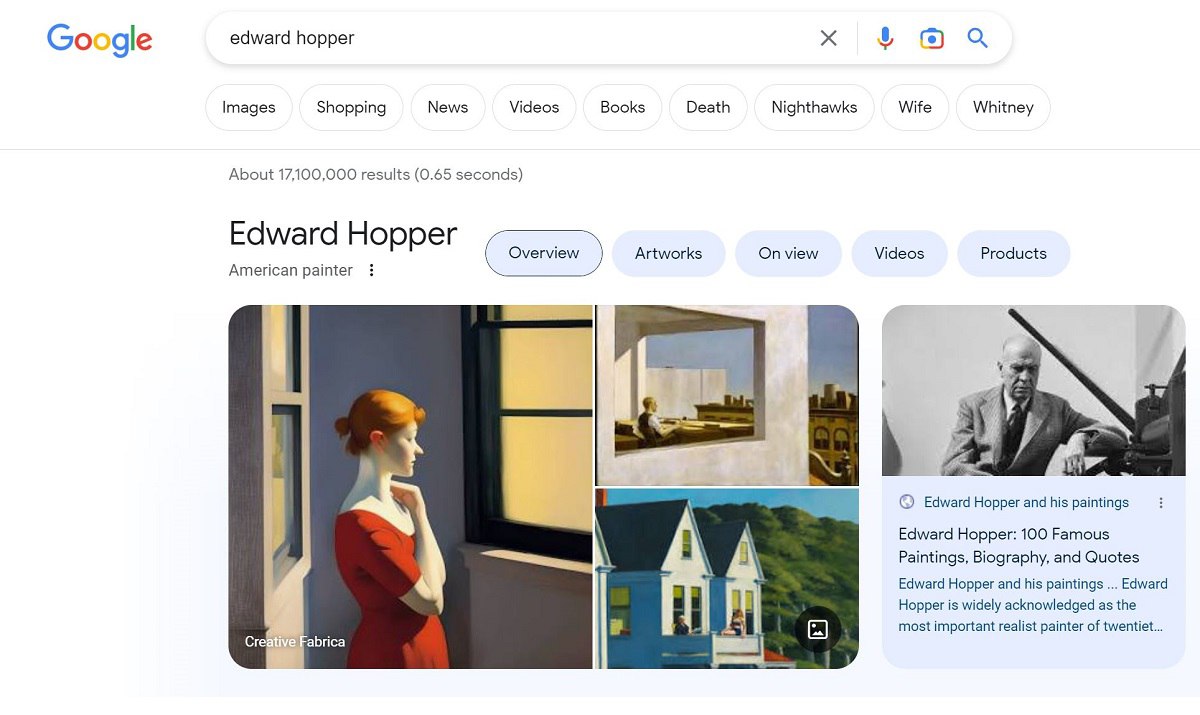 Google
edward hopper
Images
Shopping
News
Videos
Books
Death
Nighthawks
Wife
Whitney
About 17,100,000 results (0.65 seconds)
Edward Hopper
American painter
Overview
Artworks
On view
Videos
Products
Creative Fabrica
Edward Hopper and his paintings
Edward Hopper: 100 Famous
Paintings, Biography, and Quotes
Edward Hopper and his paintings ... Edward
Hopper is widely acknowledged as the
most important realist painter of twentiet...